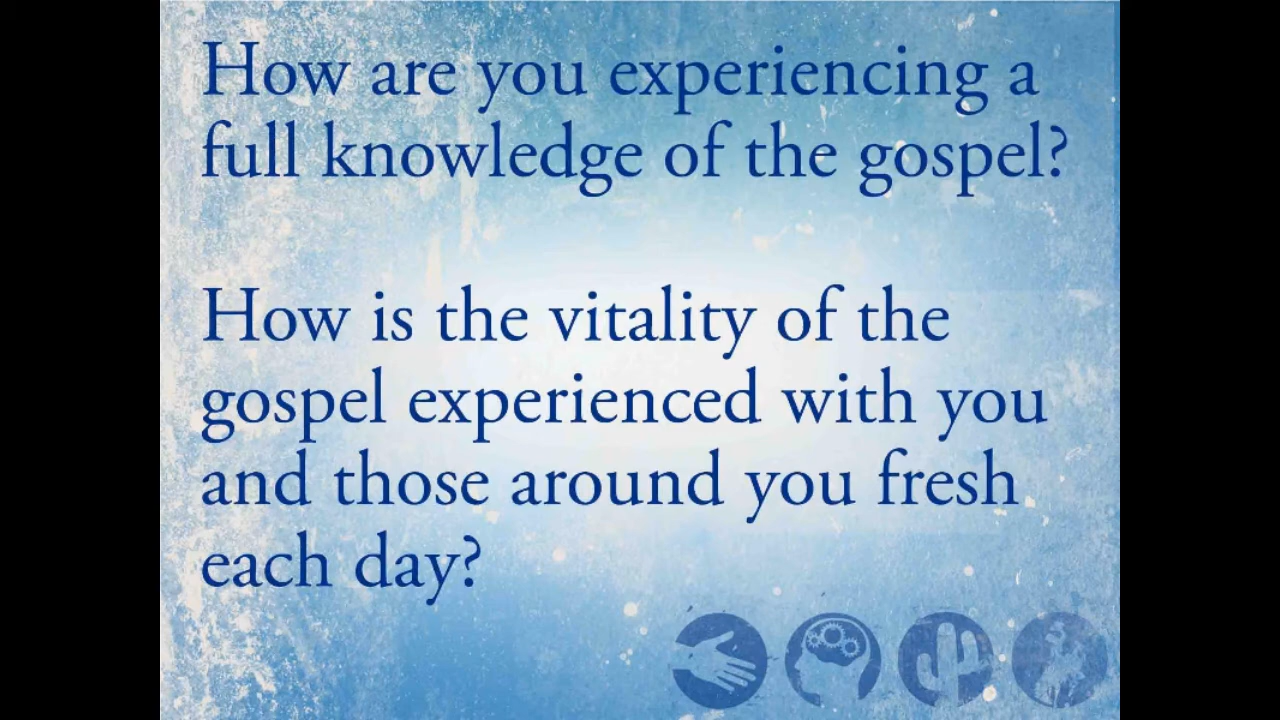 How are you experiencing a
full knowledge of the gospel?
How is the vitality of the
gospel experienced with you
and those around you fresh
each day?